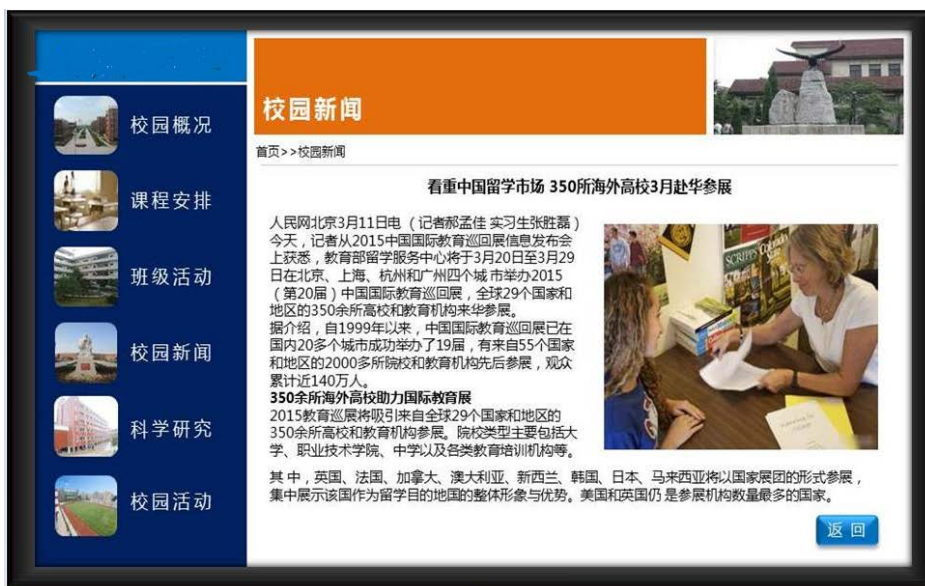 校园概况
课程安排
班级活动
校园新闻
科学研究
校园活动
校园新闻
首页>>校园新闻
看重中国留学市场 350所海外高校3月赴华参展
人民网北京3月11日电 （记者郝孟佳 实习生张胜磊）
今天，记者从2015中国国际教育巡回展信息发布会
上获悉，教育部留学服务中心将于3月20日至3月29
日在北京、上海、杭州和广州四个城 市举办2015
（第20届）中国国际教育巡回展，全球29个国家和
地区的350余所高校和教育机构来华参展。
据介绍，自1999年以来，中国国际教育巡回展已在
国内20多个城市成功举办了19届，有来自55个国家
和地区的2000多所院校和教育机构先后参展，观众
累计近140万人。
350余所海外高校助力国际教育展
2015教育巡展将吸引来自全球29个国家和地区的
350余所高校和教育机构参展。院校类型主要包括大
学、职业技术学院、中学以及各类教育培训机构等。
其 中，英国、法国、加拿大、澳大利亚、新西兰、韩国、日本、马来西亚将以国家展团的形式参展，
集中展示该国作为留学目的地国的整体形象与优势。美国和英国仍 是参展机构数量最多的国家。
SCRIPPS
Colorado State
返 回